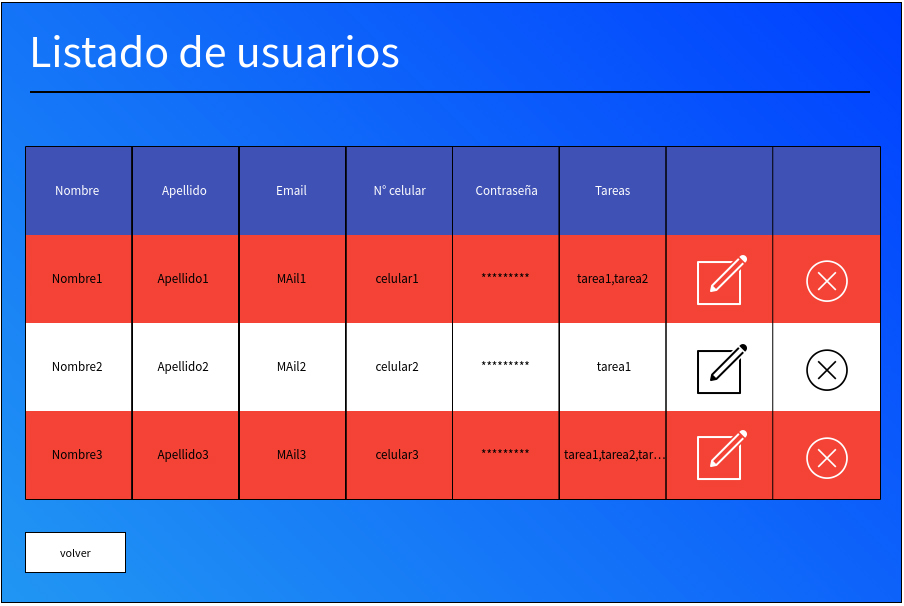 Listado de usuarios
Nombre Apellido Email N° celular Contraseña Tareas
Nombre1 Apellido1 MAil1 celular1 ********* tarea1,tarea2
Nombre2 Apellido2 MAil2 celular2 ********* tarea1
Nombre3 Apellido3 MAil3 celular3 ********* tarea1,tarea2,tar...
volver